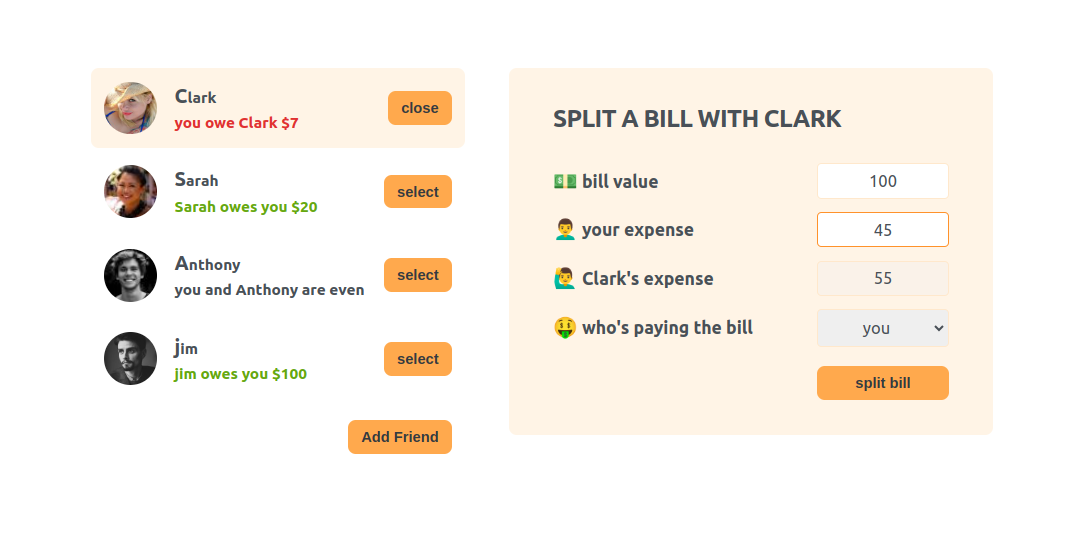 Clark
you owe Clark $7
close
Sarah
Sarah owes you $20
select
Anthony
you and Anthony are even
select
jim
jim owes you $100
select
Add Friend
SPLIT A BILL WITH CLARK
💵 bill value
100
🙎‍♂️ your expense
45
🙋‍♂️ Clark's expense
55
🤑 who's paying the bill
you
split bill